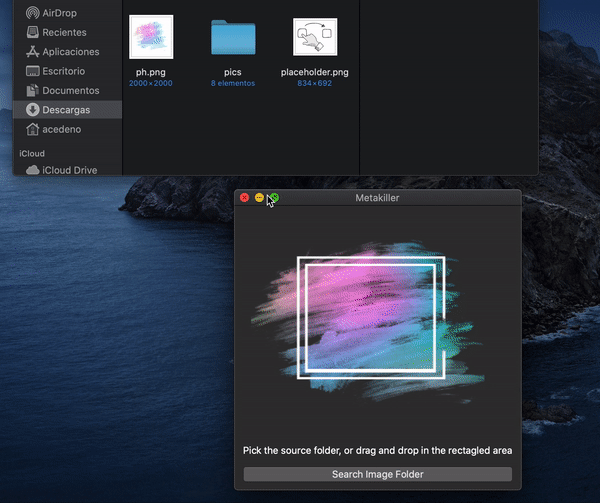 AirDrop
Recientes
Aplicaciones
Escritorio
Documentos
Descargas
acedeno
iCloud
iCloud Drive
ph.png
2000×2000
pics
8 elementos
placeholder.png
834×692
Metakiller
Pick the source folder, or drag and drop in the rectagled area
Search Image Folder